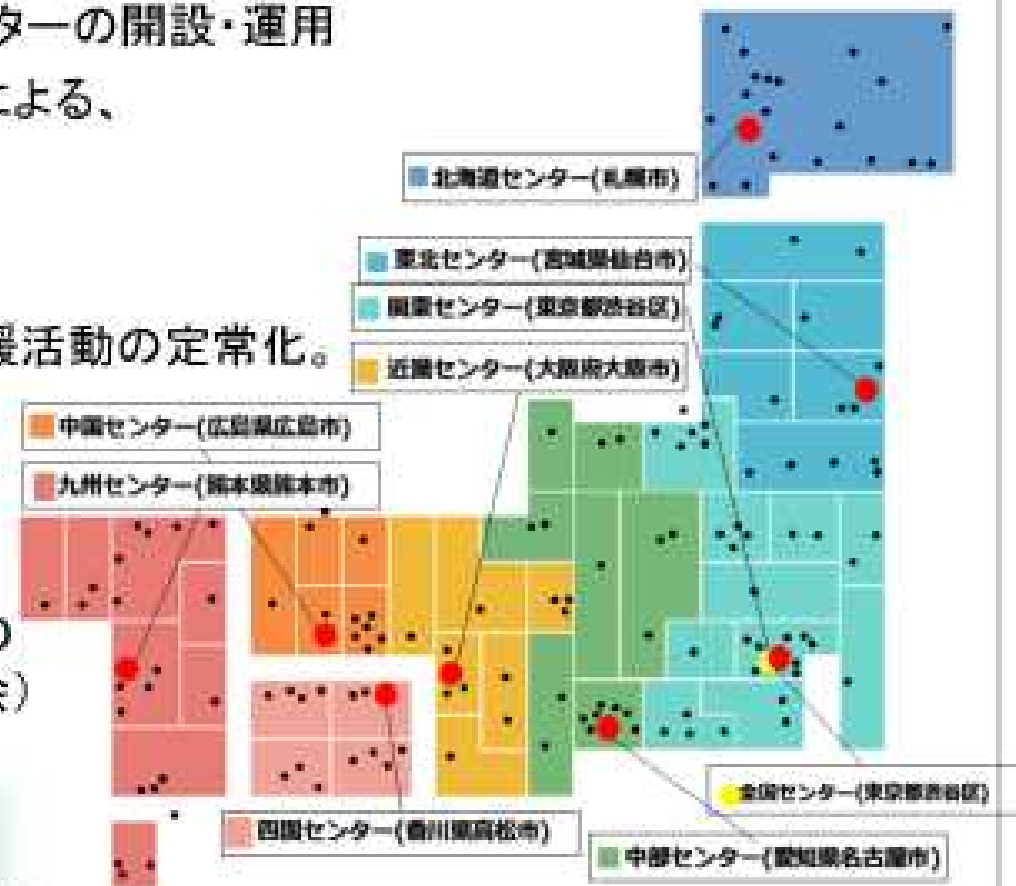 ターの開設・運用
による、
北海道センター(札幌市)
東北センター(宮城県仙台市)
関東センター(東京都渋谷区)
援活動の定常化。
近畿センター(大阪府大阪市)
中国センター(広島県広島市)
九州センター(熊本県熊本市)
の
会)
全国センター(東京都渋谷区)
四国センター(香川県高松市)
中部センター(愛知県名古屋市)